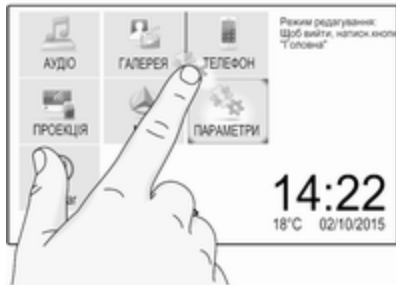 АУДІО
ГАЛЕРЕЯ
ТЕЛЕФОН
Режим редагування:
Щоб вийти, натисн.кнопк
"Головна"
ПРОЕКЦІЯ
ПАРАМЕТРИ
14:22
18°C 02/10/2015